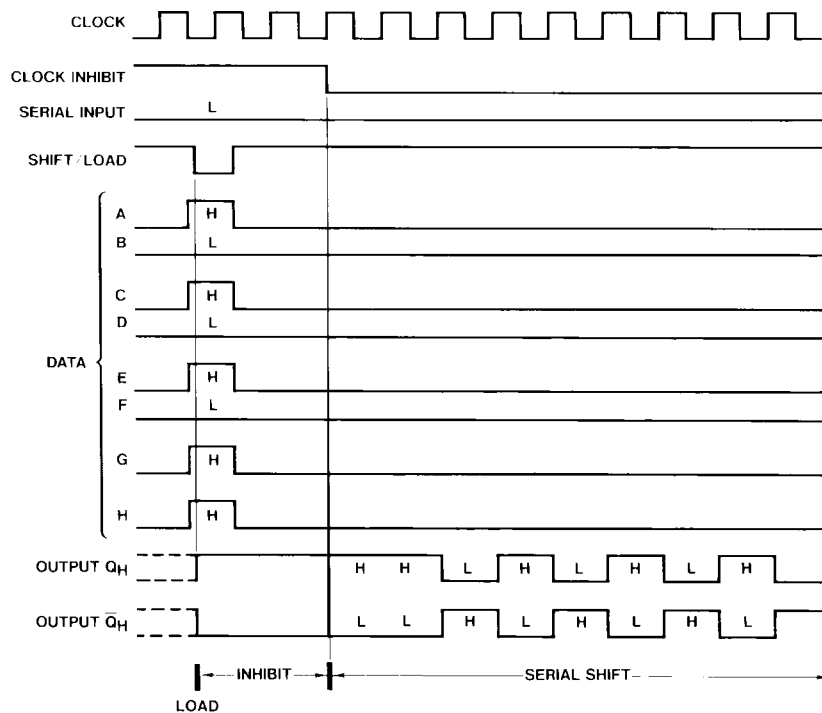 CLOCK
CLOCK INHIBIT
L
SERIAL INPUT
SHIFT/LOAD
A H
B L
C H
D L
DATA
E H
F L
G H
H H
OUTPUT QH H H L H L H L H
OUTPUT Q̅H L L H L H L H L
INHIBIT SERIAL SHIFT
LOAD